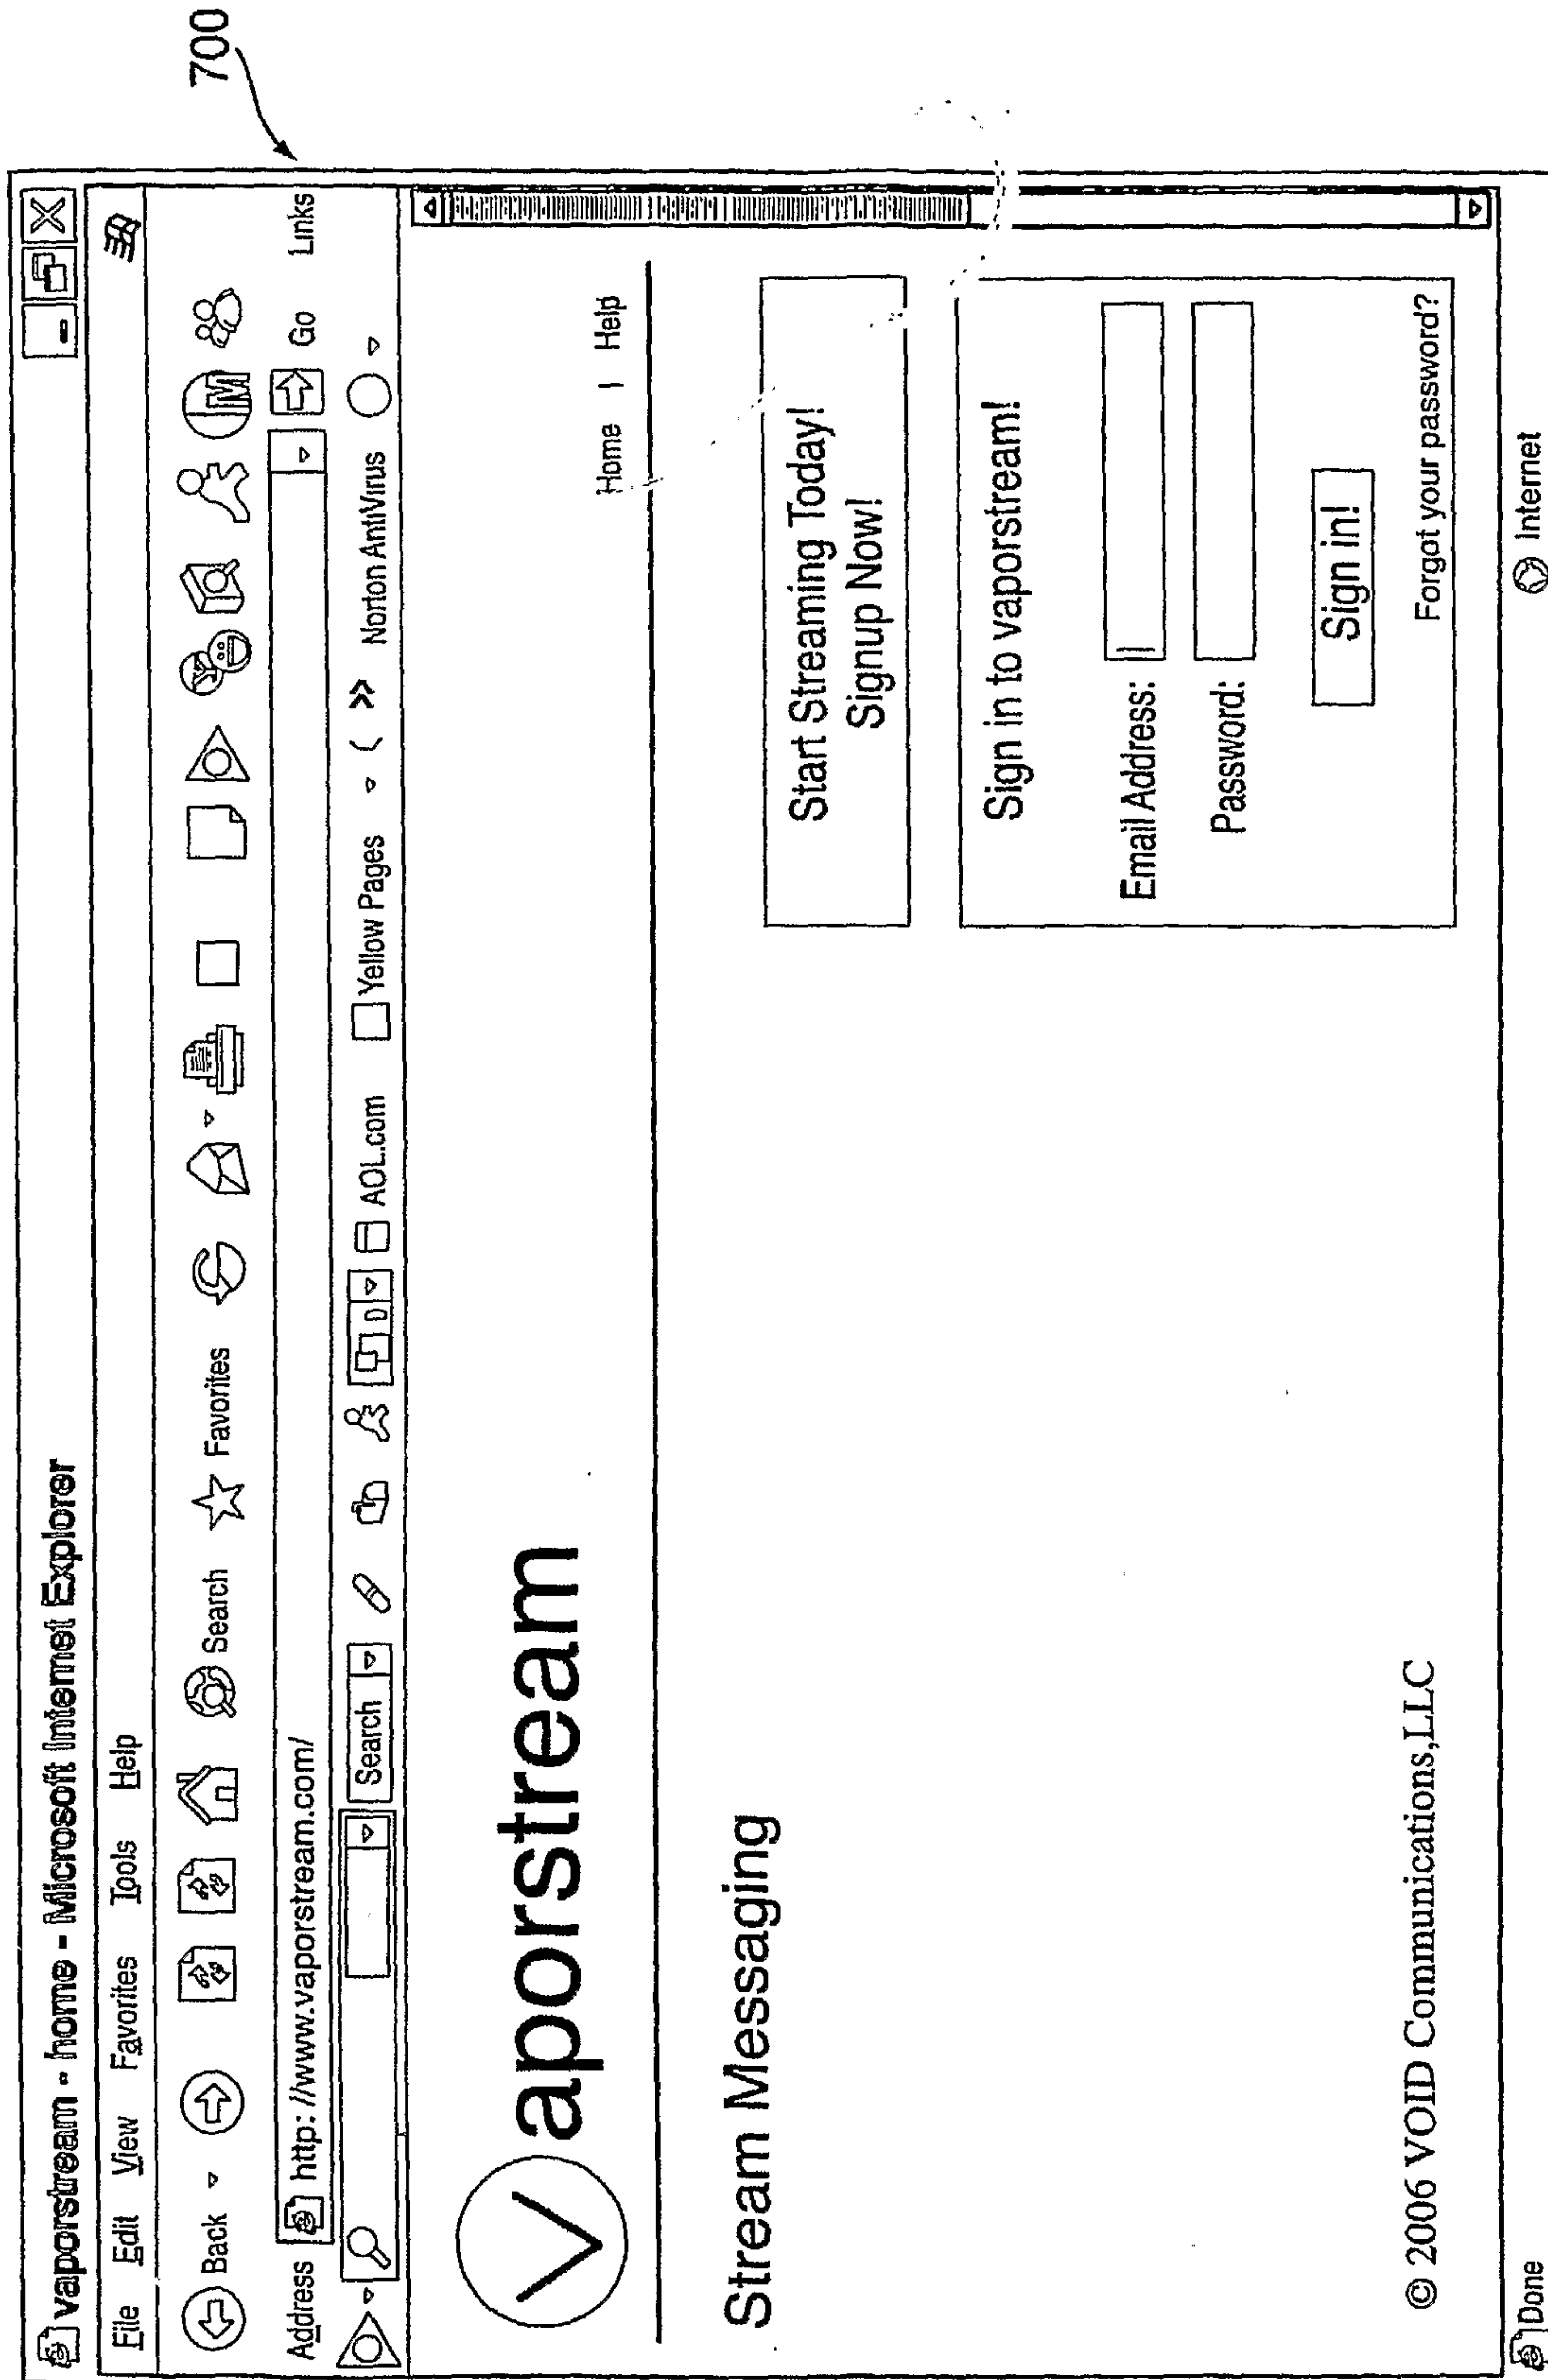 700
vaporstream - home - Microsoft Internet Explorer
File Edit View Favorites Tools Help
Back Search Favorites
Address http: //www.vaporstream.com/ Go Links
Search AOL.com Yellow Pages ( » Norton AntiVirus
Vaporstream
Home | Help
Stream Messaging
Start Streaming Today!
Signup Now!
Sign in to vaporstream!
Email Address:
Password:
Sign in!
Forgot your password?
© 2006 VOID Communications,LLC
Done Internet